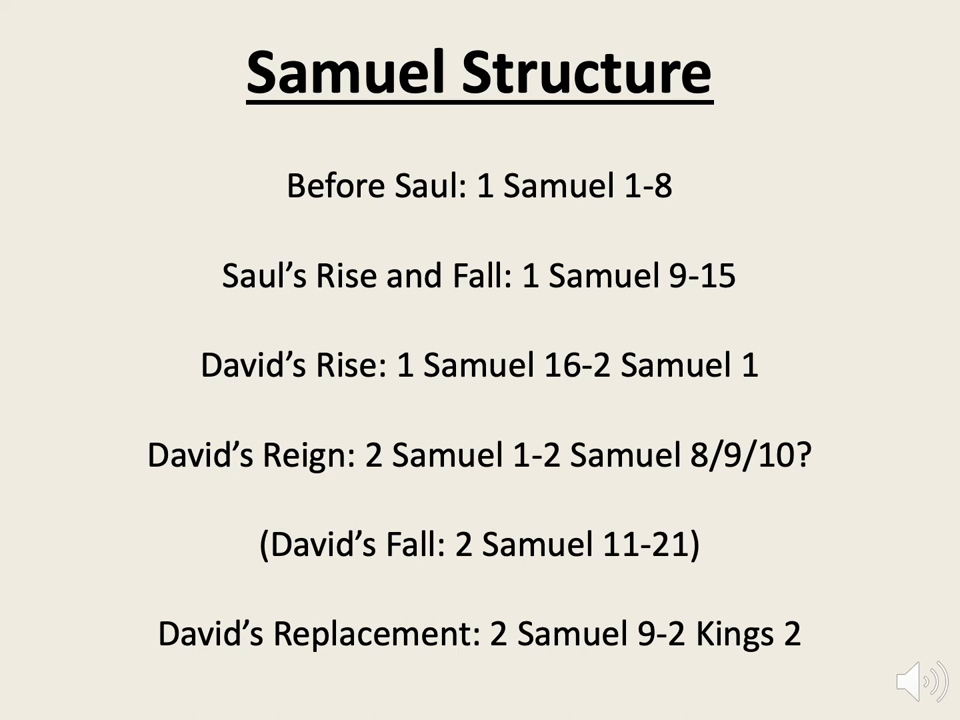 Samuel Structure
Before Saul: 1 Samuel 1-8
Saul’s Rise and Fall: 1 Samuel 9-15
David’s Rise: 1 Samuel 16-2 Samuel 1
David’s Reign: 2 Samuel 1-2 Samuel 8/9/10?
(David’s Fall: 2 Samuel 11-21)
David’s Replacement: 2 Samuel 9-2 Kings 2